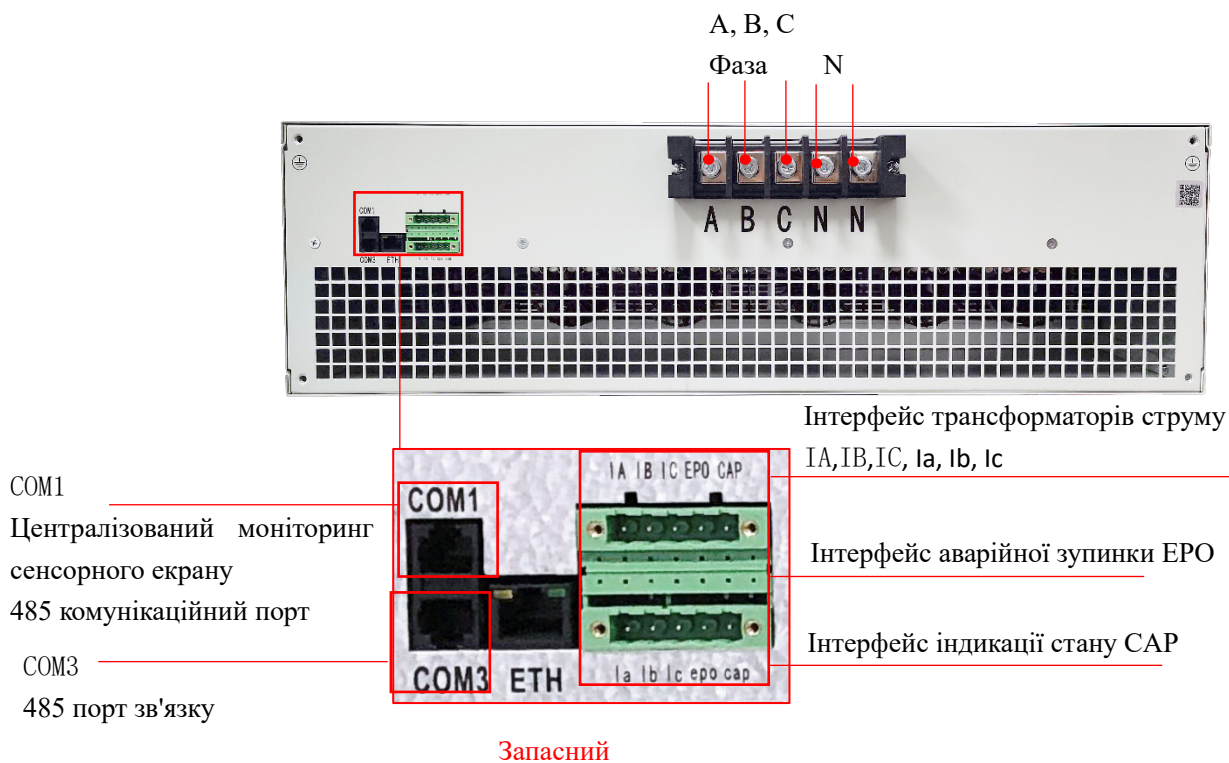 A, B, C
Фаза N
A B C N N
COM1
COM3 ETH
Інтерфейс трансформаторів струму
IA,IB,IC, Ia, Ib, Ic
IA IB IC EPO CAP
COM1
COM1
Централізований моніторинг
сенсорного екрану
485 комунікаційний порт
Інтерфейс аварійної зупинки EPO
Інтерфейс індикації стану CAP
COM3
485 порт зв'язку
COM3 ETH
Ia Ib Ic epo cap
Запасний